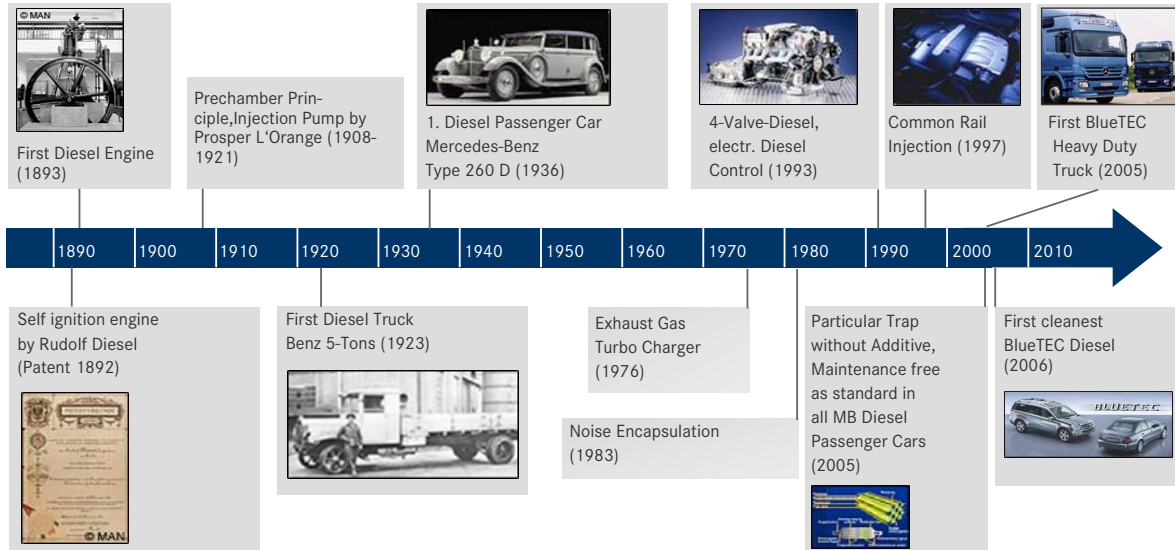 © MAN
First Diesel Engine
(1893)
Prechamber Prin-
ciple,Injection Pump by
Prosper L‘Orange (1908-
1921)
1. Diesel Passenger Car
Mercedes-Benz
Type 260 D (1936)
4-Valve-Diesel,
electr. Diesel
Control (1993)
Common Rail
Injection (1997)
First BlueTEC
Heavy Duty
Truck (2005)
1890
1900
1910
1920
1930
1940
1950
1960
1970
1980
1990
2000
2010
Self ignition engine
by Rudolf Diesel
(Patent 1892)
© MAN
First Diesel Truck
Benz 5-Tons (1923)
Exhaust Gas
Turbo Charger
(1976)
Noise Encapsulation
(1983)
Particular Trap
without Additive,
Maintenance free
as standard in
all MB Diesel
Passenger Cars
(2005)
First cleanest
BlueTEC Diesel
(2006)
BLUETEC